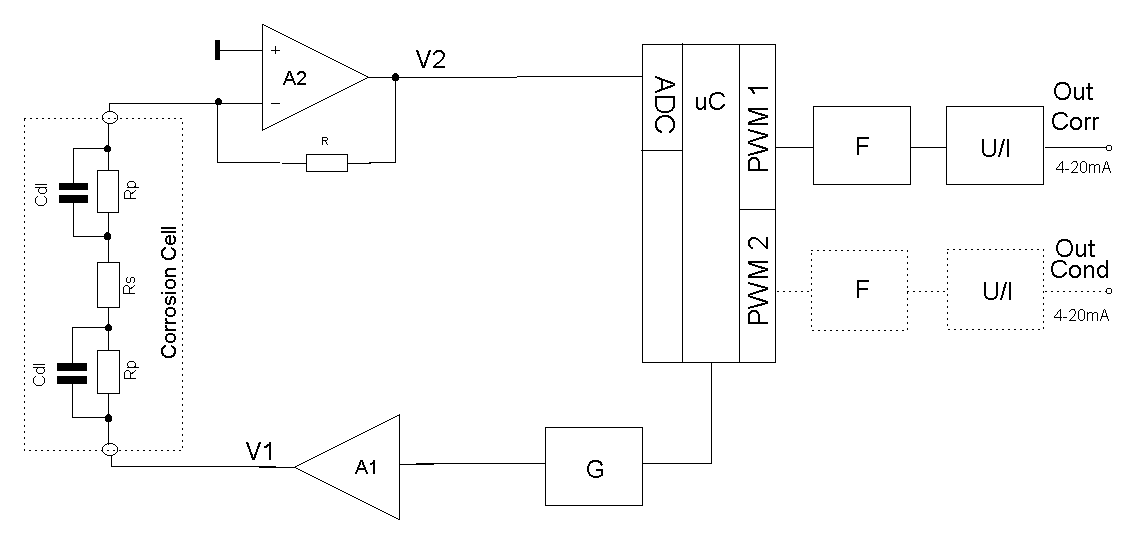 V2
A2
+
−
R
ADC
uC
PWM 1
F
U/I
Out
Corr
4-20mA
Cdl
Rp
Rs
Corrosion Cell
Cdl
Rp
PWM 2
F
U/I
Out
Cond
4-20mA
V1
A1
G